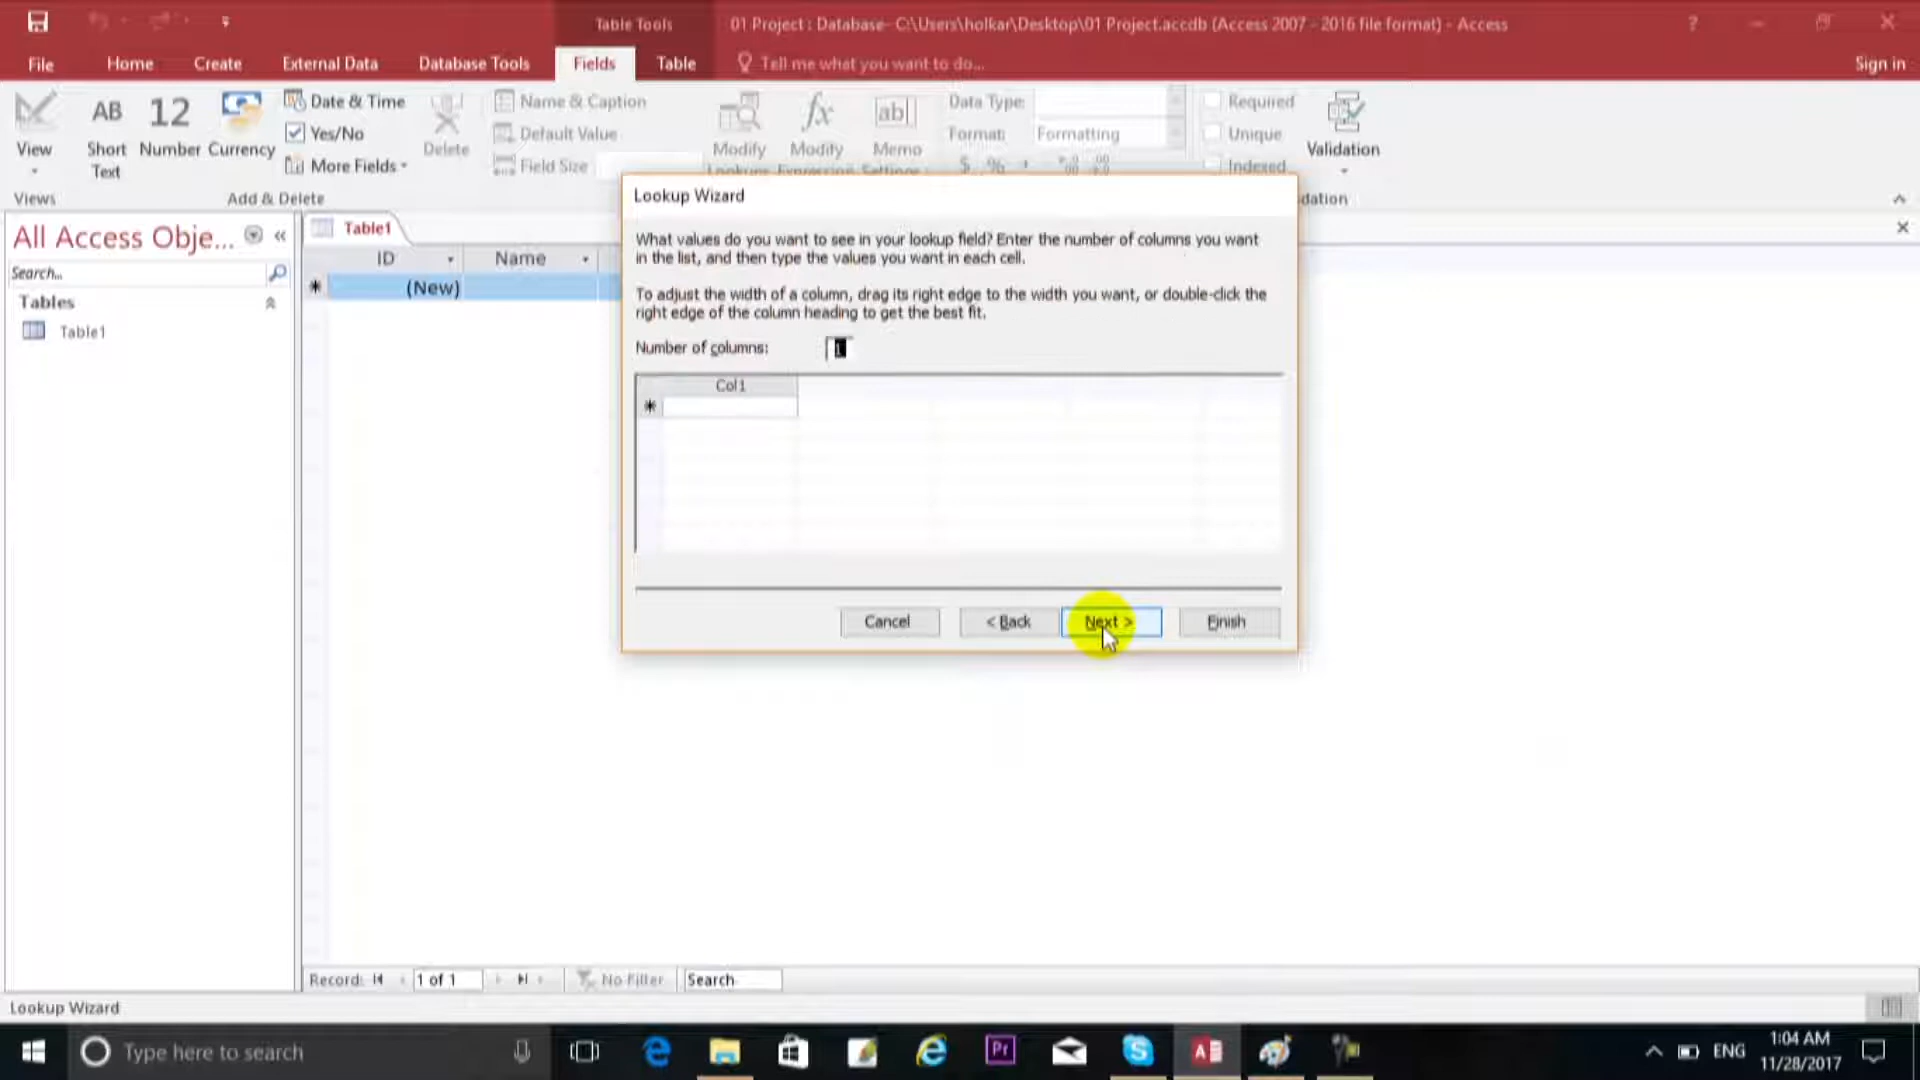 Table Tools
01 Project : Database- C:\Users\holkar\Desktop\01 Project.accdb (Access 2007 - 2016 file format) - Access
?
File
Home
Create
External Data
Database Tools
Fields
Table
Tell me what you want to do...
Sign in
View
AB
Short
Text
12
Number
Currency
Date & Time
Yes/No
More Fields
Delete
Name & Caption
Default Value
Field Size
Modify
Lookups
fx
Modify
Expression
ab|
Memo
Settings
Data Type:
Format:
Formatting
$ %
Required
Unique
Indexed
Validation
Views
Add & Delete
dation
All Access Obje...
«
Search...
Tables
Table1
Table1
ID
Name
(New)
Lookup Wizard
What values do you want to see in your lookup field? Enter the number of columns you want
in the list, and then type the values you want in each cell.
To adjust the width of a column, drag its right edge to the width you want, or double-click the
right edge of the column heading to get the best fit.
Number of columns:
1
Col1
Cancel
< Back
Next >
Finish
Record:
1 of 1
No Filter
Search
Lookup Wizard
Type here to search
Pr
A
ENG
1:04 AM
11/28/2017